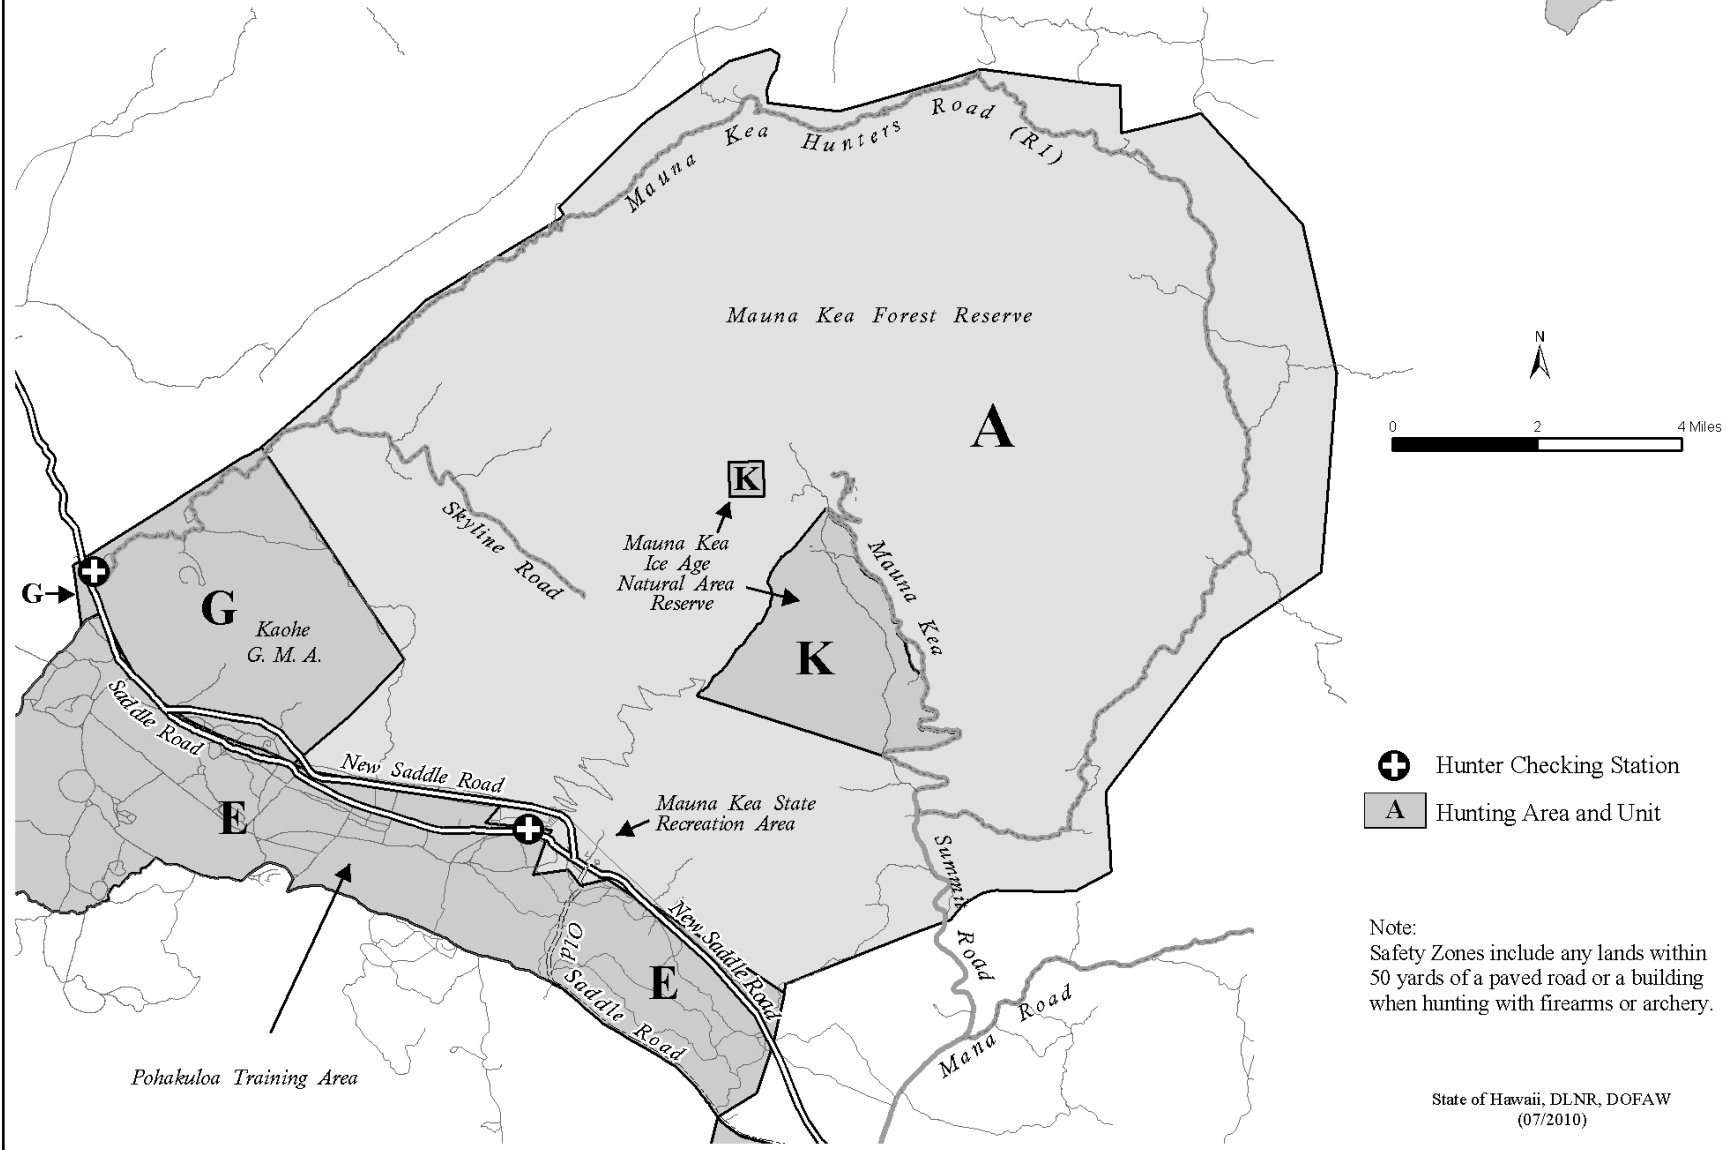 Mauna Kea Hunters Road (R1)
Mauna Kea Forest Reserve
N
A
0 2 4 Miles
K
Skyline Road
Mauna Kea
Ice Age
Natural Area
Reserve
Mauna Kea
Summit Road
G
G
Kaohe
G. M. A.
K
Saddle Road
New Saddle Road
Hunter Checking Station
A Hunting Area and Unit
Mauna Kea State
Recreation Area
E
New Saddle Road
Old Saddle Road
E
Note:
Safety Zones include any lands within
50 yards of a paved road or a building
when hunting with firearms or archery.
Mana Road
Pohakuloa Training Area
State of Hawaii, DLNR, DOFAW
(07/2010)